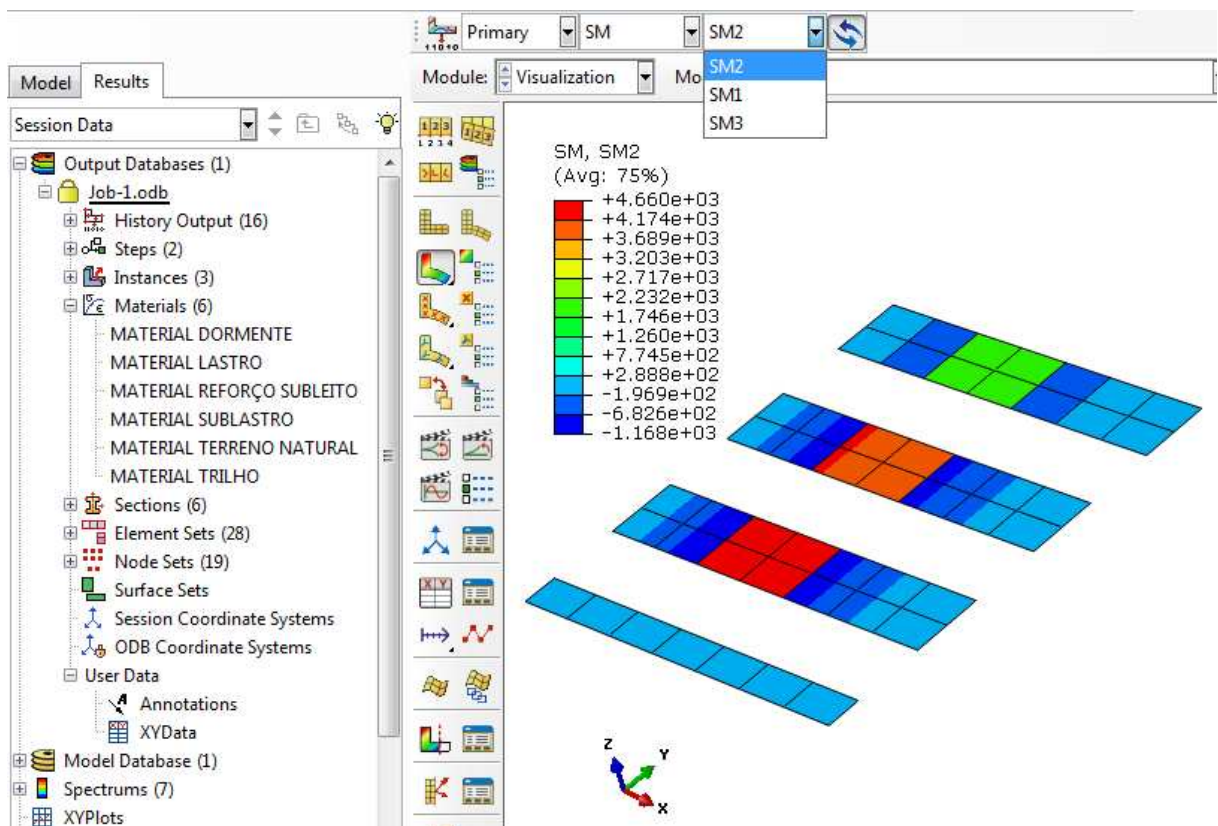 Primary SM SM2
SM2
SM1
SM3
Model Results
Module: Visualization Mo
Session Data
Output Databases (1)
Job-1.odb
History Output (16)
Steps (2)
Instances (3)
Materials (6)
MATERIAL DORMENTE
MATERIAL LASTRO
MATERIAL REFORÇO SUBLEITO
MATERIAL SUBLASTRO
MATERIAL TERRENO NATURAL
MATERIAL TRILHO
Sections (6)
Element Sets (28)
Node Sets (19)
Surface Sets
Session Coordinate Systems
ODB Coordinate Systems
User Data
Annotations
XYData
Model Database (1)
Spectrums (7)
XYPlots
SM, SM2
(Avg: 75%)
+4.660e+03
+4.174e+03
+3.689e+03
+3.203e+03
+2.717e+03
+2.232e+03
+1.746e+03
+1.260e+03
+7.745e+02
+2.888e+02
-1.969e+02
-6.826e+02
-1.168e+03
Z
Y
X